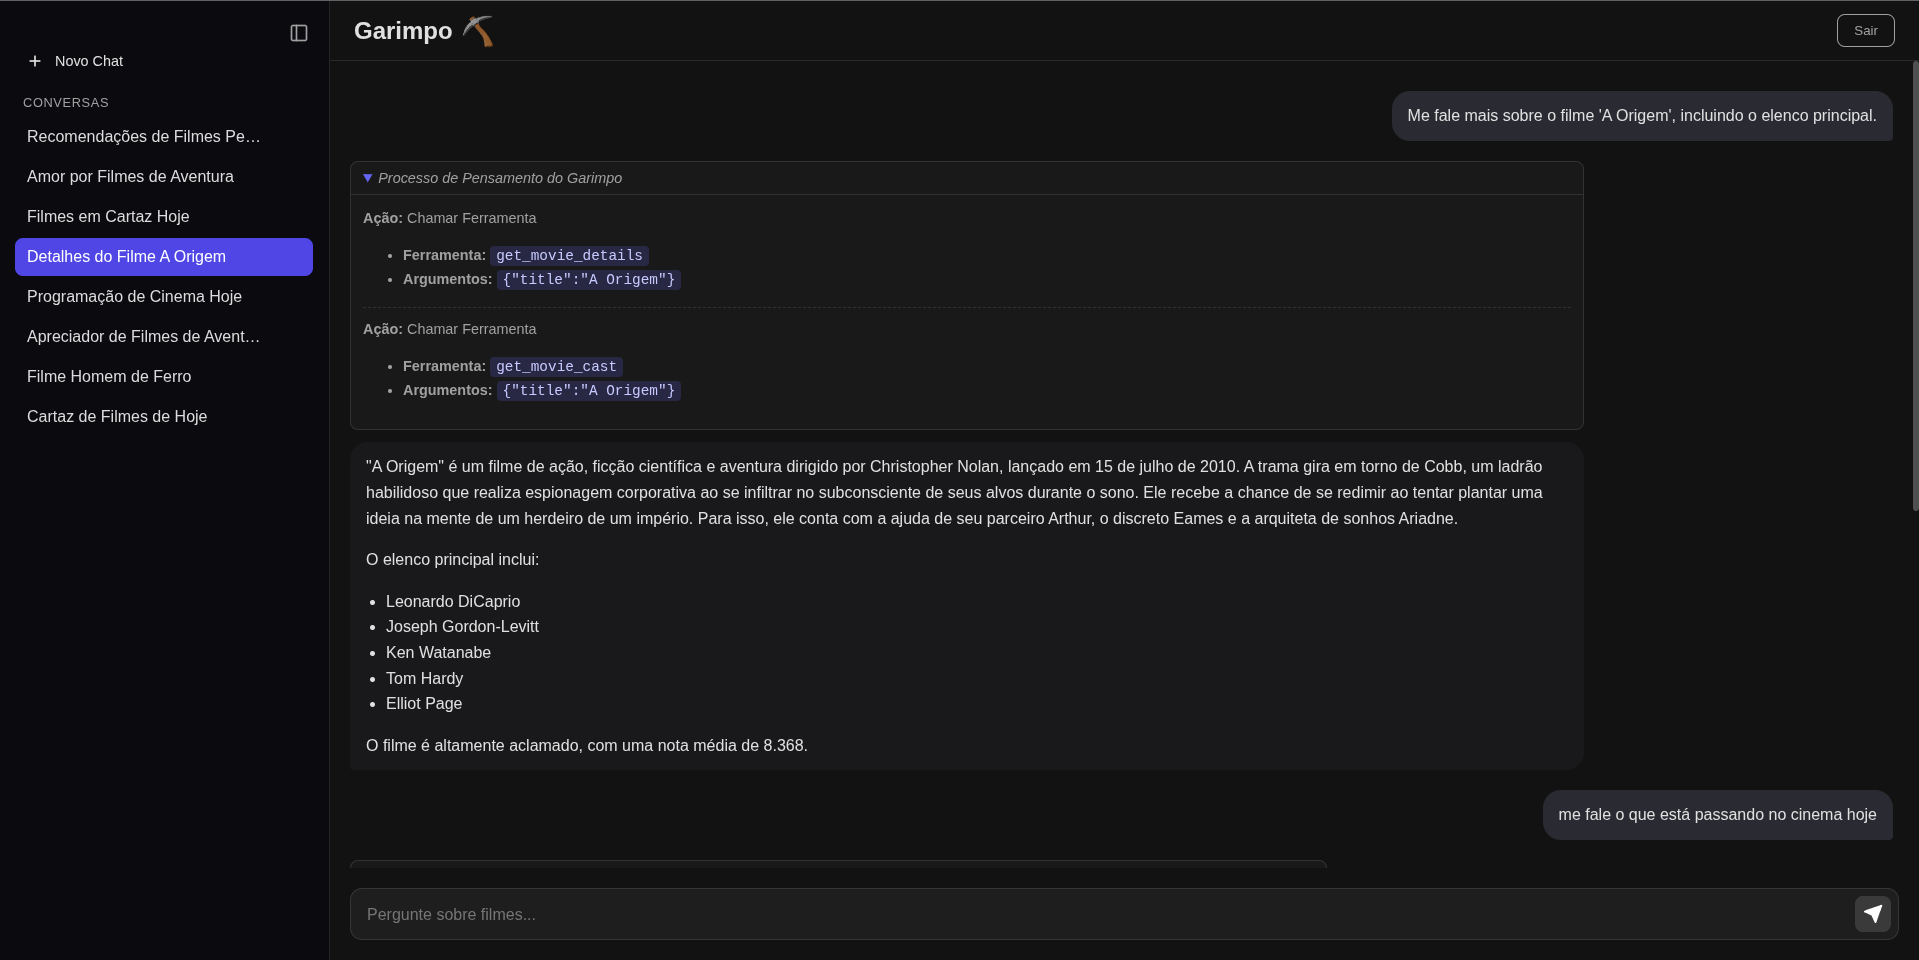 Garimpo
Sair
Novo Chat
CONVERSAS
Recomendações de Filmes Pe...
Amor por Filmes de Aventura
Filmes em Cartaz Hoje
Detalhes do Filme A Origem
Programação de Cinema Hoje
Apreciador de Filmes de Avent...
Filme Homem de Ferro
Cartaz de Filmes de Hoje
Me fale mais sobre o filme 'A Origem', incluindo o elenco principal.
Processo de Pensamento do Garimpo
Ação: Chamar Ferramenta
• Ferramenta: get_movie_details
• Argumentos: {"title":"A Origem"}
Ação: Chamar Ferramenta
• Ferramenta: get_movie_cast
• Argumentos: {"title":"A Origem"}
"A Origem" é um filme de ação, ficção científica e aventura dirigido por Christopher Nolan, lançado em 15 de julho de 2010. A trama gira em torno de Cobb, um ladrão
habilidoso que realiza espionagem corporativa ao se infiltrar no subconsciente de seus alvos durante o sono. Ele recebe a chance de se redimir ao tentar plantar uma
ideia na mente de um herdeiro de um império. Para isso, ele conta com a ajuda de seu parceiro Arthur, o discreto Eames e a arquiteta de sonhos Ariadne.
O elenco principal inclui:
• Leonardo DiCaprio
• Joseph Gordon-Levitt
• Ken Watanabe
• Tom Hardy
• Elliot Page
O filme é altamente aclamado, com uma nota média de 8.368.
me fale o que está passando no cinema hoje
Pergunte sobre filmes...